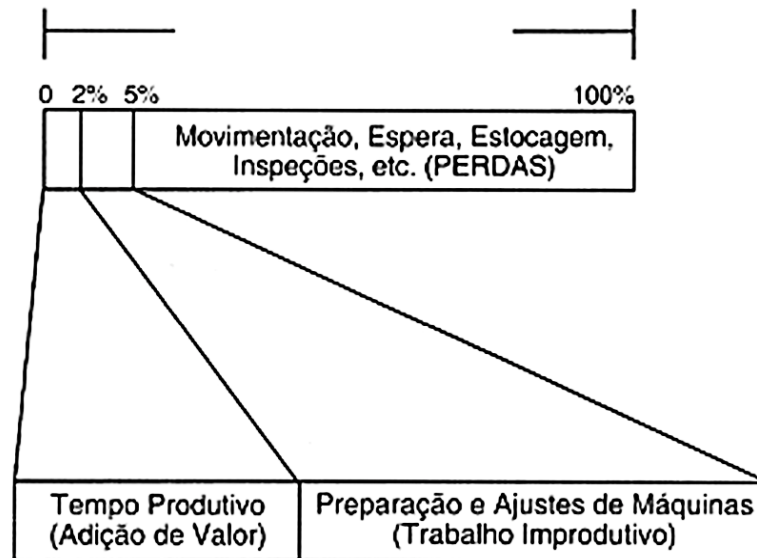 0 2% 5% 100%
Movimentação, Espera, Estocagem,
Inspeções, etc. (PERDAS)
Tempo Produtivo
(Adição de Valor)
Preparação e Ajustes de Máquinas
(Trabalho Improdutivo)